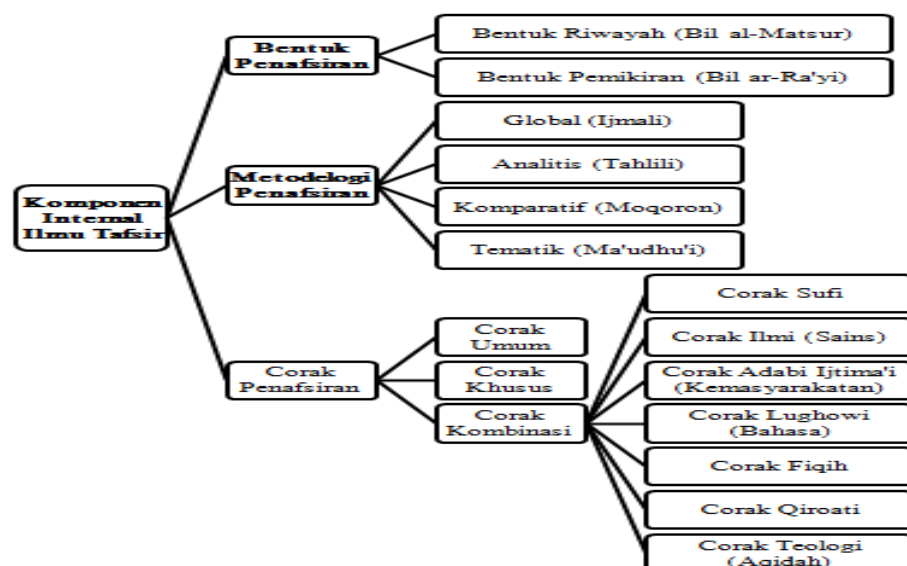 Komponen
Internal
Ilmu Tafsir
Bentuk
Penafsiran
Bentuk Riwayah (Bil al-Matsur)
Bentuk Pemikiran (Bil ar-Ra'yi)
Metodelogi
Penafsiran
Global (Ijmali)
Analitis (Tahlili)
Komparatif (Moqoron)
Tematik (Ma'udhu'i)
Corak
Penafsiran
Corak
Umum
Corak
Khusus
Corak
Kombinasi
Corak Sufi
Corak Ilmi (Sains)
Corak Adabi Ijtima'i
(Kemasyarakatan)
Corak Lughowi
(Bahasa)
Corak Fiqih
Corak Qiroati
Corak Teologi
(Aqidah)